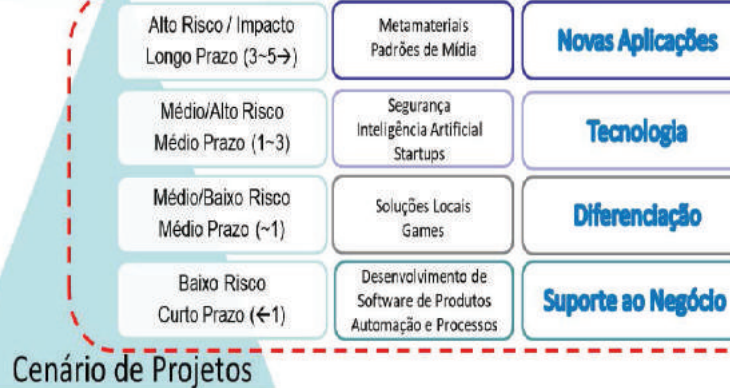 Alto Risco / Impacto
Longo Prazo (3~5→)
Metamateriais
Padrões de Mídia
Novas Aplicações
Médio/Alto Risco
Médio Prazo (1~3)
Segurança
Inteligência Artificial
Startups
Tecnologia
Médio/Baixo Risco
Médio Prazo (~1)
Soluções Locais
Games
Diferenciação
Baixo Risco
Curto Prazo (←1)
Desenvolvimento de
Software de Produtos
Automação e Processos
Suporte ao Negócio
Cenário de Projetos